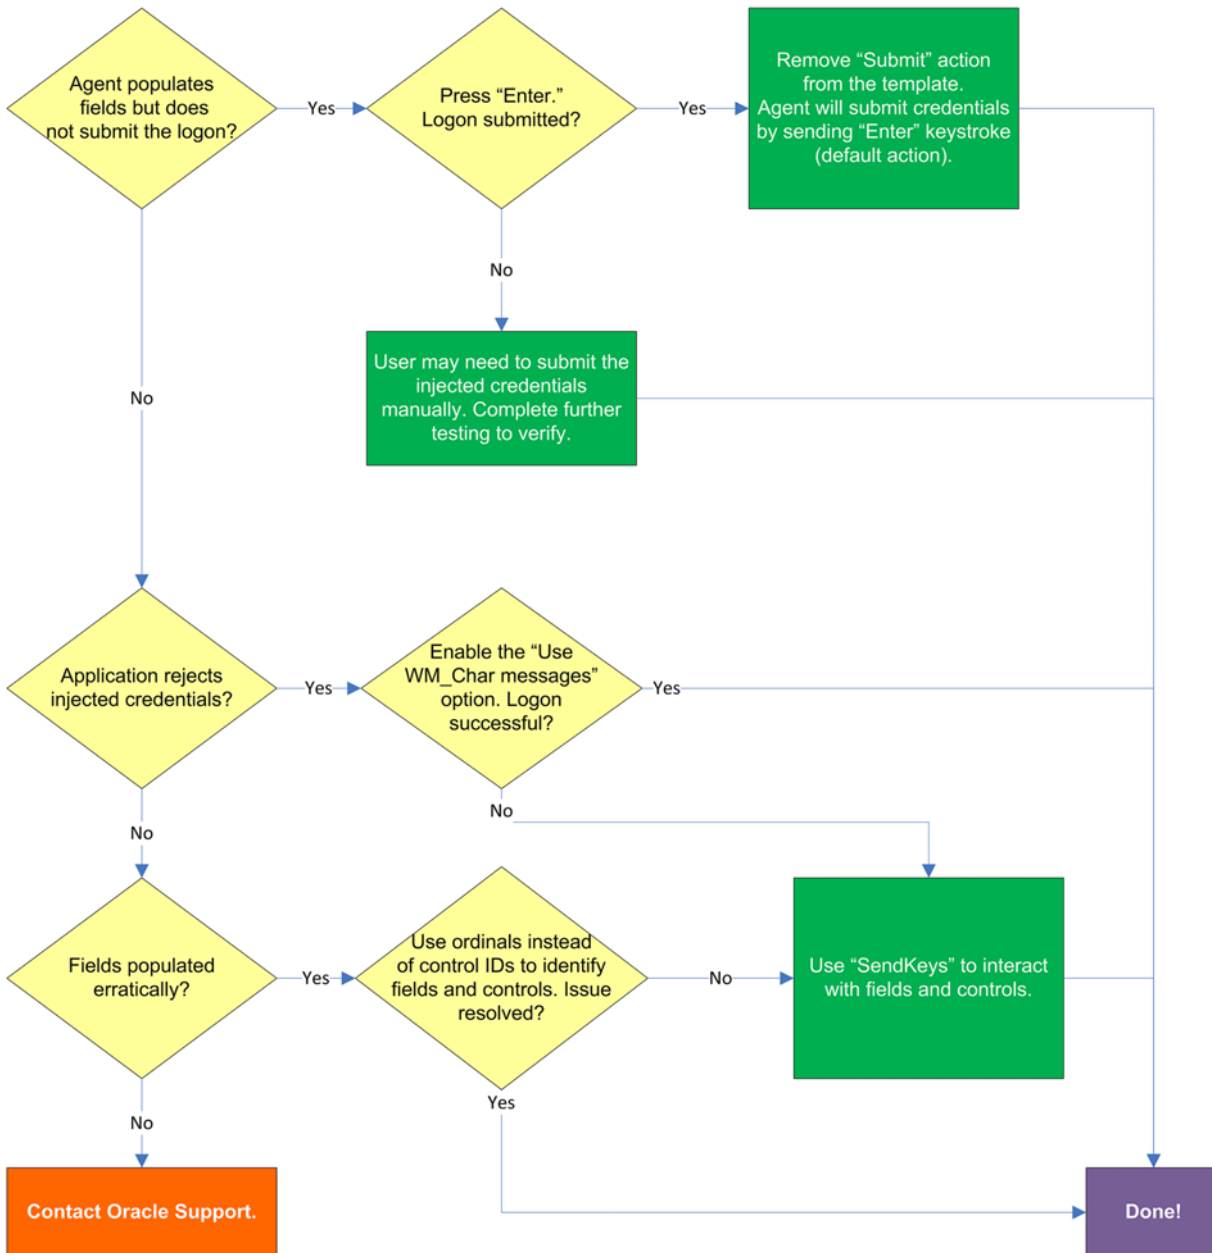 Agent populates
fields but does
not submit the logon?
Yes
Press “Enter.”
Logon submitted?
Yes
Remove “Submit” action
from the template.
Agent will submit credentials
by sending “Enter” keystroke
(default action).
No
No
User may need to submit the
injected credentials
manually. Complete further
testing to verify.
Application rejects
injected credentials?
Yes
Enable the “Use
WM_Char messages”
option. Logon
successful?
Yes
No
No
Fields populated
erratically?
Yes
Use ordinals instead
of control IDs to identify
fields and controls. Issue
resolved?
No
Use “SendKeys” to interact
with fields and controls.
No
Yes
Contact Oracle Support.
Done!